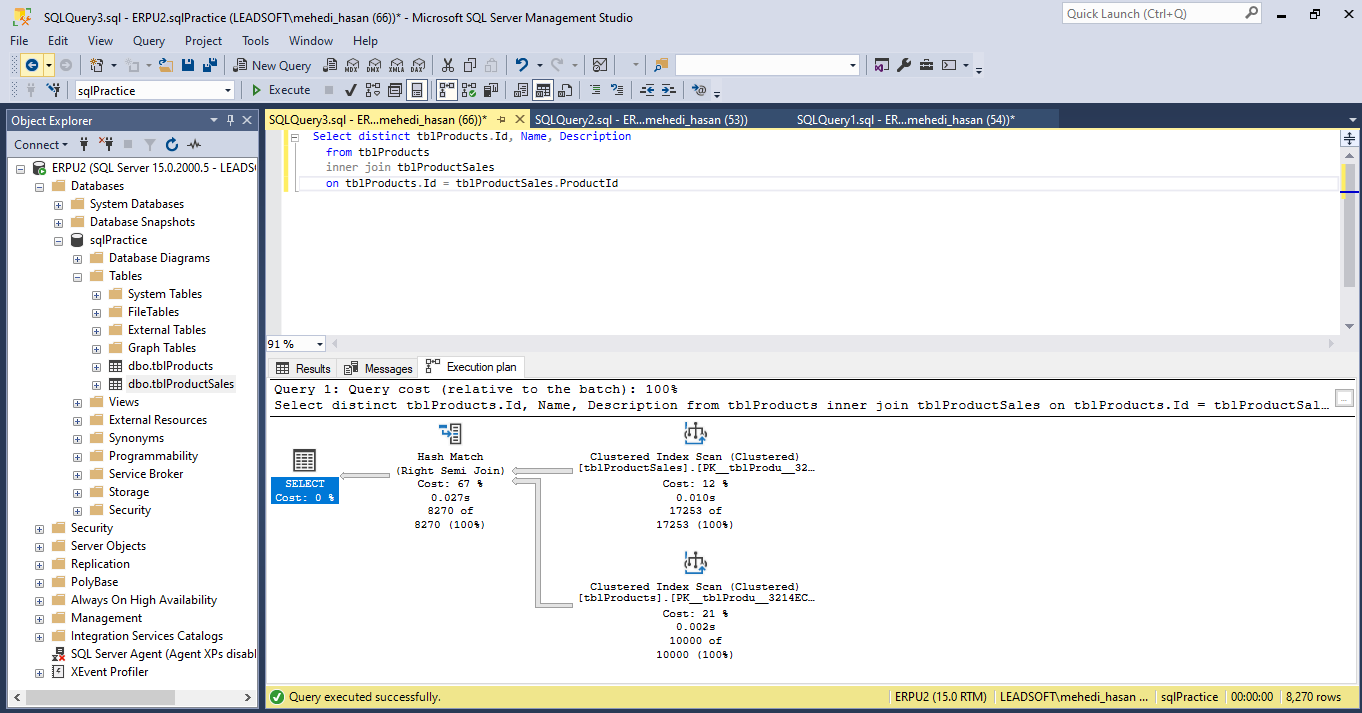 SQLQuery3.sql - ERPU2.sqlPractice (LEADSOFT\mehedi_hasan (66))* - Microsoft SQL Server Management Studio
Quick Launch (Ctrl+Q)
File Edit View Query Project Tools Window Help
New Query MDX DMX XMLA DAX
sqlPractice Execute
Object Explorer
Connect
ERPU2 (SQL Server 15.0.2000.5 - LEADS
Databases
System Databases
Database Snapshots
sqlPractice
Database Diagrams
Tables
System Tables
FileTables
External Tables
Graph Tables
dbo.tblProducts
dbo.tblProductSales
Views
External Resources
Synonyms
Programmability
Service Broker
Storage
Security
Security
Server Objects
Replication
PolyBase
Always On High Availability
Management
Integration Services Catalogs
SQL Server Agent (Agent XPs disabl
XEvent Profiler
SQLQuery3.sql - ER...mehedi_hasan (66))* SQLQuery2.sql - ER...mehedi_hasan (53)) SQLQuery1.sql - ER...mehedi_hasan (54))*
Select distinct tblProducts.Id, Name, Description
from tblProducts
inner join tblProductSales
on tblProducts.Id = tblProductSales.ProductId
91 %
Results Messages Execution plan
Query 1: Query cost (relative to the batch): 100%
Select distinct tblProducts.Id, Name, Description from tblProducts inner join tblProductSales on tblProducts.Id = tblProductSal...
SELECT
Cost: 0 %
Hash Match
(Right Semi Join)
Cost: 67 %
0.027s
8270 of
8270 (100%)
Clustered Index Scan (Clustered)
[tblProductSales].[PK__tblProdu__32...
Cost: 12 %
0.010s
17253 of
17253 (100%)
Clustered Index Scan (Clustered)
[tblProducts].[PK__tblProdu__3214EC...
Cost: 21 %
0.002s
10000 of
10000 (100%)
Query executed successfully. ERPU2 (15.0 RTM) LEADSOFT\mehedi_hasan ... sqlPractice 00:00:00 8,270 rows